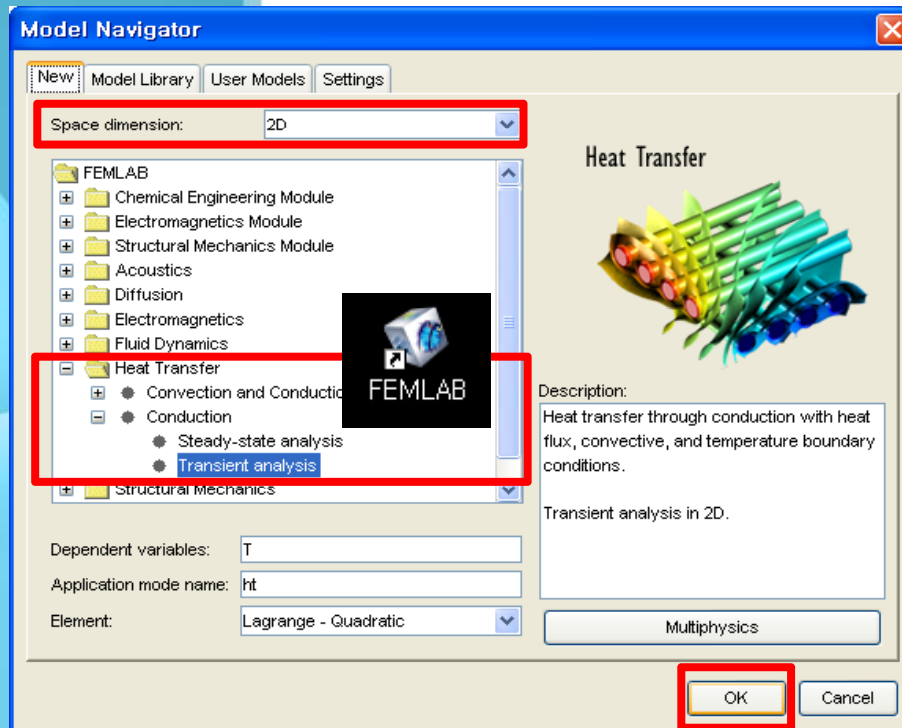 Model Navigator
New Model Library User Models Settings
Space dimension: 2D
FEMLAB
Chemical Engineering Module
Electromagnetics Module
Structural Mechanics Module
Acoustics
Diffusion
Electromagnetics
Fluid Dynamics
Heat Transfer
Convection and Conductio
Conduction
Steady-state analysis
Transient analysis
Structural Mechanics
FEMLAB
Dependent variables: T
Application mode name: ht
Element: Lagrange - Quadratic
Heat Transfer
Description:
Heat transfer through conduction with heat
flux, convective, and temperature boundary
conditions.
Transient analysis in 2D.
Multiphysics
OK Cancel